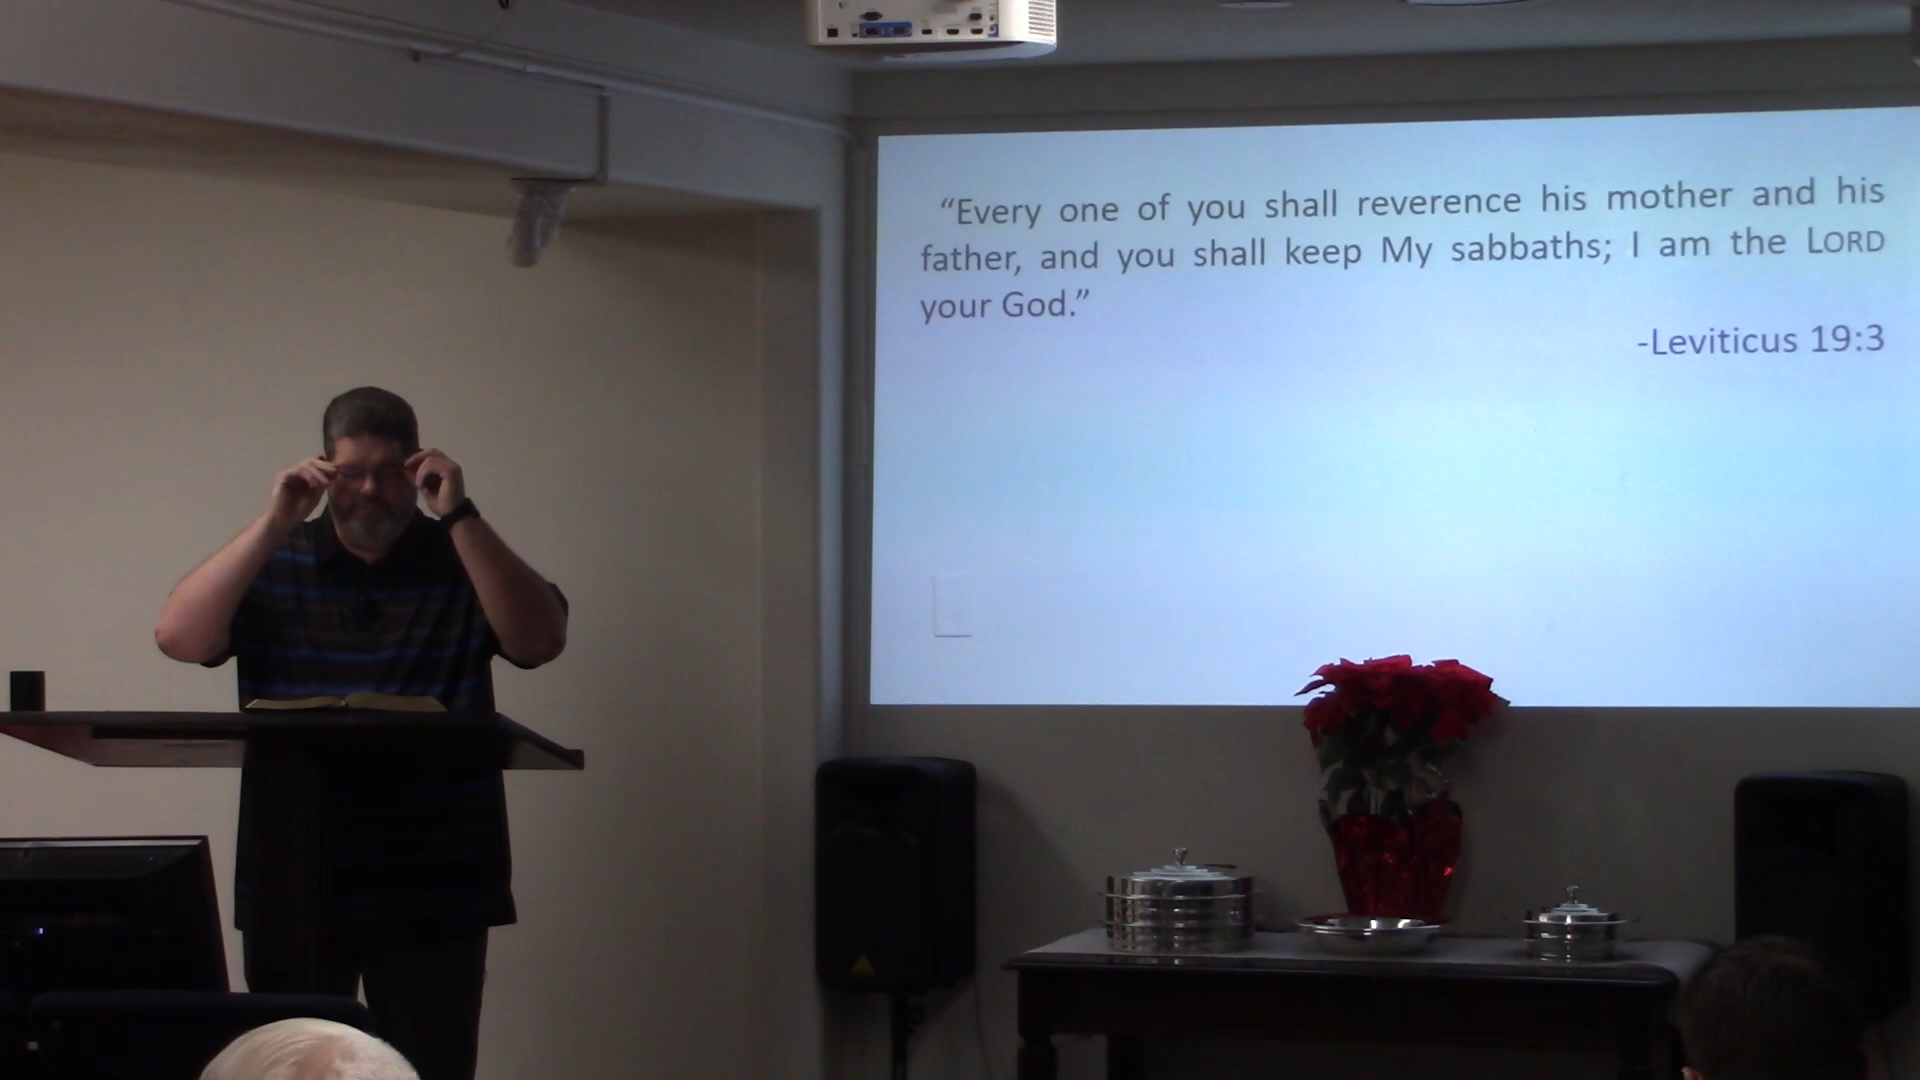 “Every one of you shall reverence his mother and his
father, and you shall keep My sabbaths; I am the LORD
your God.”
-Leviticus 19:3